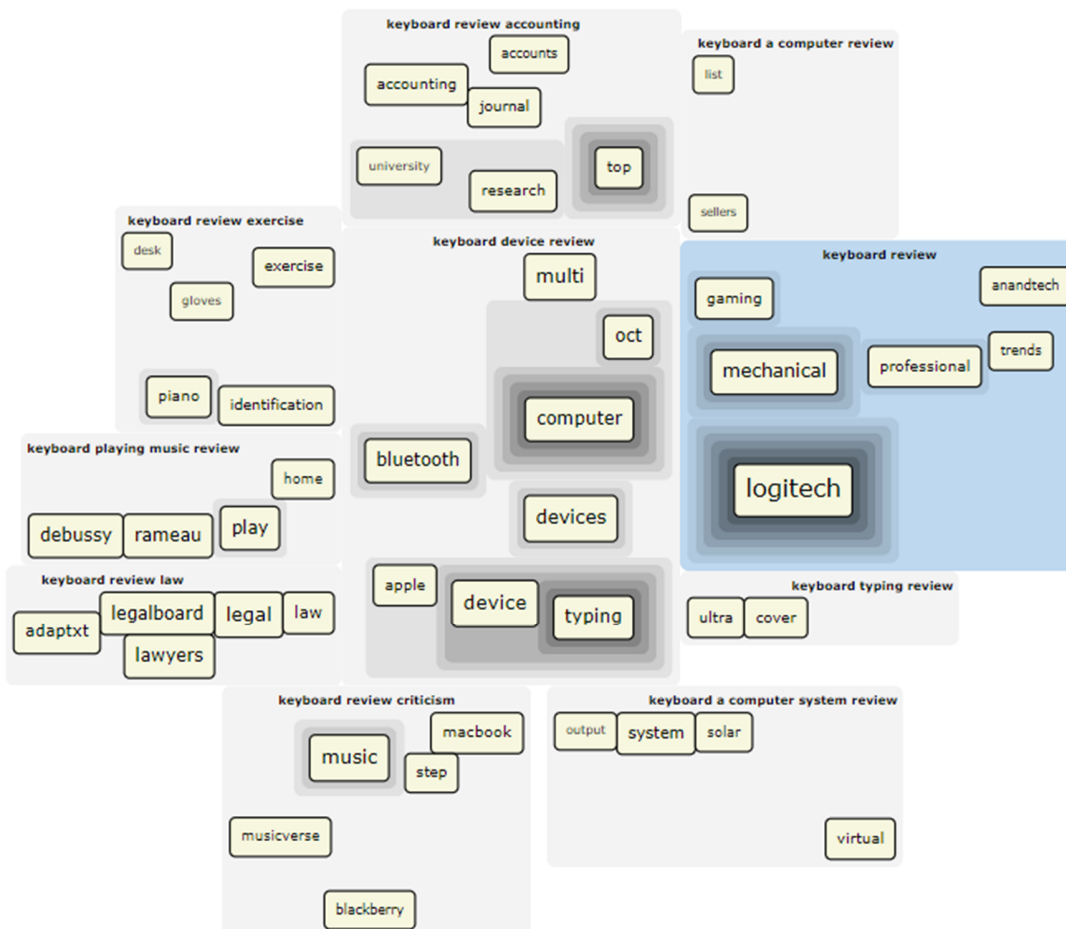 keyboard review accounting
accounts
accounting
journal
university
research
top
keyboard a computer review
list
sellers
keyboard review exercise
desk
exercise
gloves
piano
identification
keyboard device review
multi
oct
computer
bluetooth
devices
apple
device
typing
keyboard review
anandtech
gaming
trends
mechanical
professional
logitech
keyboard playing music review
home
debussy
rameau
play
keyboard review law
legalboard
legal
law
adaptxt
lawyers
keyboard typing review
ultra
cover
keyboard review criticism
macbook
music
step
musicverse
blackberry
keyboard a computer system review
output
system
solar
virtual